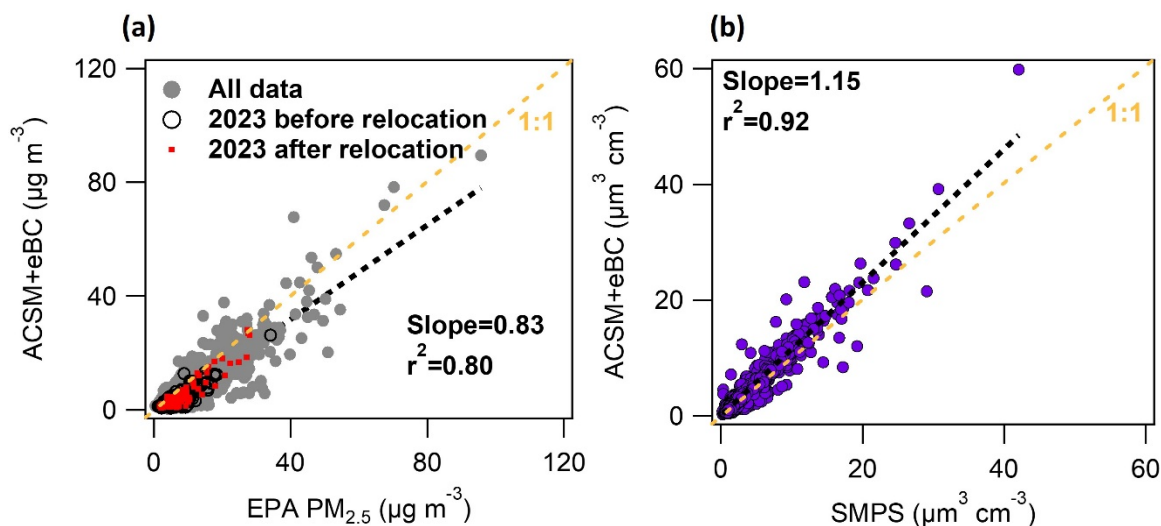 (a)
120
80
40
0
ACSM+eBC (µg m⁻³)
All data
2023 before relocation
2023 after relocation
1:1
Slope=0.83
r²=0.80
0 40 80 120
EPA PM₂.₅ (µg m⁻³)
(b)
60
40
20
0
ACSM+eBC (µm³ cm⁻³)
Slope=1.15
r²=0.92
1:1
0 20 40 60
SMPS (µm³ cm⁻³)